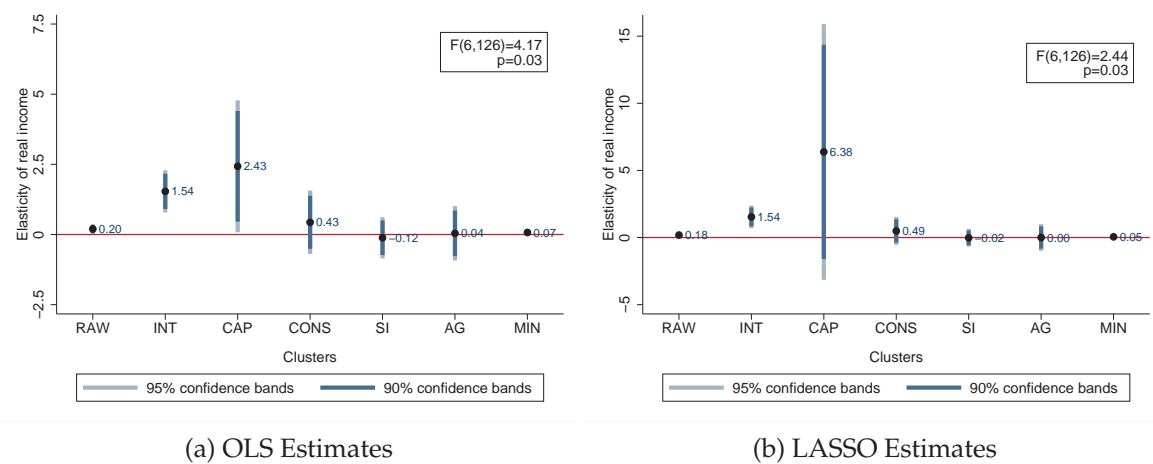 7.5
5
2.5
0
−2.5
Elasticity of real income
F(6,126)=4.17
p=0.03
0.20
1.54
2.43
0.43
−0.12
0.04
0.07
RAW INT CAP CONS SI AG MIN
Clusters
95% confidence bands 90% confidence bands
(a) OLS Estimates
15
10
5
0
−5
Elasticity of real income
F(6,126)=2.44
p=0.03
0.18
1.54
6.38
0.49
−0.02
0.00
0.05
RAW INT CAP CONS SI AG MIN
Clusters
95% confidence bands 90% confidence bands
(b) LASSO Estimates